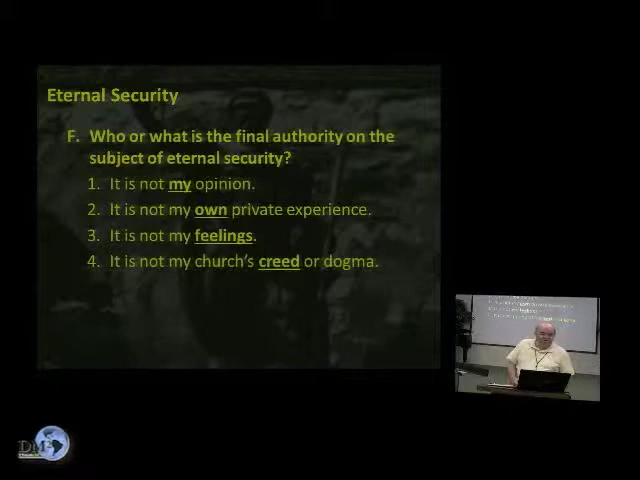 Eternal Security
F. Who or what is the final authority on the
subject of eternal security?
1. It is not my opinion.
2. It is not my own private experience.
3. It is not my feelings.
4. It is not my church's creed or dogma.
DM²